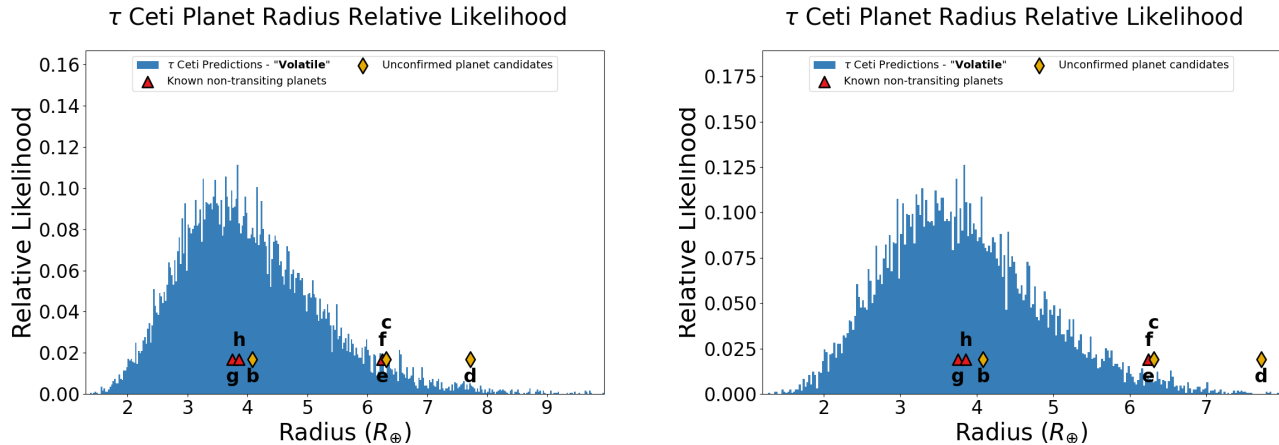 τ Ceti Planet Radius Relative Likelihood
τ Ceti Predictions - "Volatile"
Known non-transiting planets
Unconfirmed planet candidates
Relative Likelihood
0.16
0.14
0.12
0.10
0.08
0.06
0.04
0.02
0.00
h
g
b
c
f
e
d
2 3 4 5 6 7 8 9
Radius (R⊕)
τ Ceti Planet Radius Relative Likelihood
τ Ceti Predictions - "Volatile"
Known non-transiting planets
Unconfirmed planet candidates
Relative Likelihood
0.175
0.150
0.125
0.100
0.075
0.050
0.025
0.000
h
g
b
c
f
e
d
2 3 4 5 6 7
Radius (R⊕)